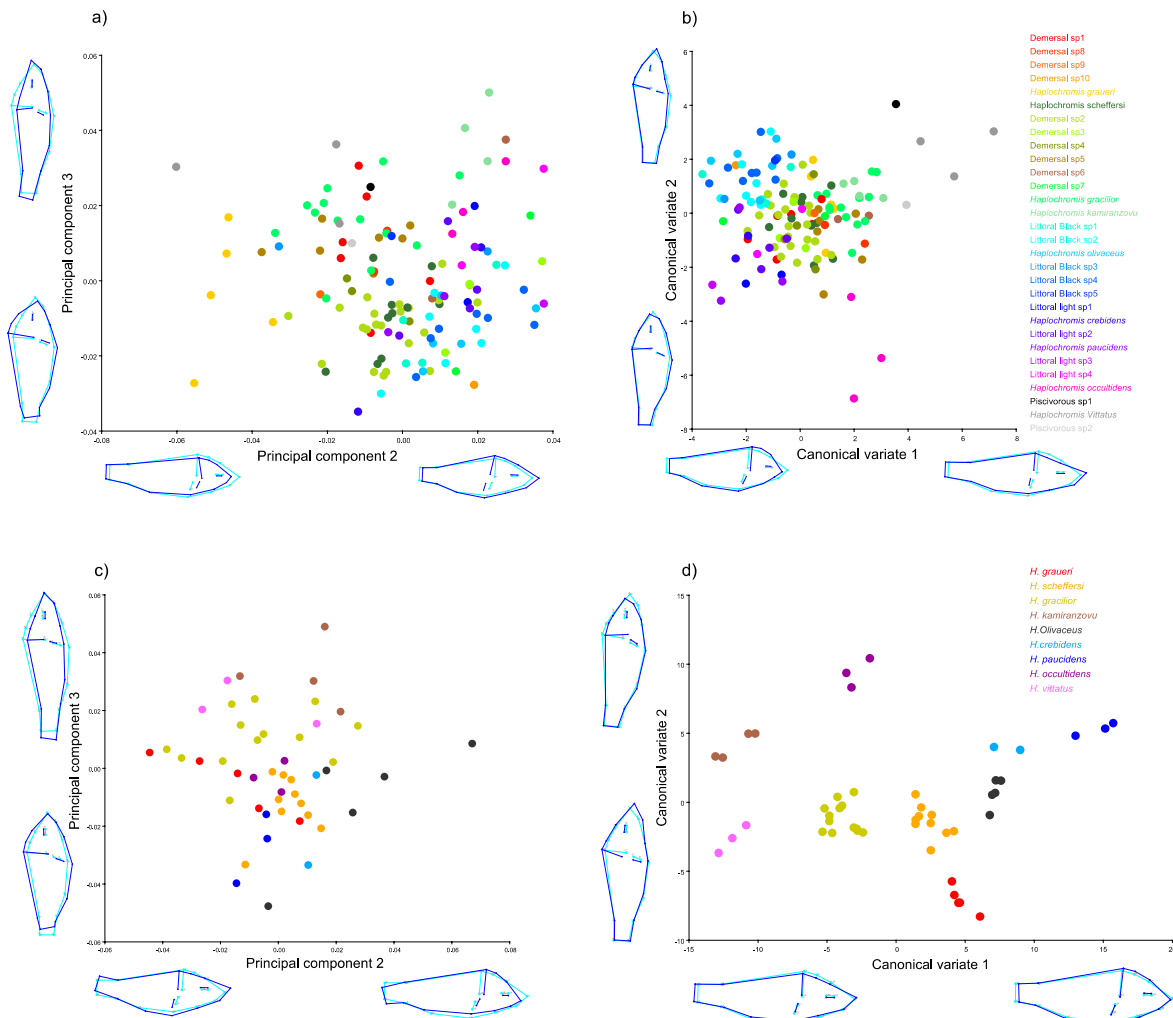 a)
0.06
0.04
0.02
0.00
-0.02
-0.04
-0.08
-0.06
-0.04
-0.02
0.00
0.02
0.04
Principal component 3
Principal component 2
b)
6
4
2
0
-2
-4
-6
-8
-4
-2
0
2
4
6
8
Canonical variate 2
Canonical variate 1
Demersal sp1
Demersal sp8
Demersal sp9
Demersal sp10
Haplochromis graueri
Haplochromis scheffersi
Demersal sp2
Demersal sp3
Demersal sp4
Demersal sp5
Demersal sp6
Demersal sp7
Haplochromis gracilior
Haplochromis kamiranzovu
Littoral Black sp1
Littoral Black sp2
Haplochromis olivaceus
Littoral Black sp3
Littoral Black sp4
Littoral Black sp5
Littoral light sp1
Haplochromis crebidens
Littoral light sp2
Haplochromis paucidens
Littoral light sp3
Littoral light sp4
Haplochromis occultidens
Piscivorous sp1
Haplochromis Vittatus
Piscivorous sp2
c)
0.06
0.04
0.02
0.00
-0.02
-0.04
-0.06
-0.06
-0.04
-0.02
0.00
0.02
0.04
0.06
0.08
Principal component 3
Principal component 2
d)
15
10
5
0
-5
-10
-15
-10
-5
0
5
10
15
20
Canonical variate 2
Canonical variate 1
H. graueri
H. scheffersi
H. gracilior
H. kamiranzovu
H.Olivaceus
H.crebidens
H. paucidens
H. occultidens
H. vittatus